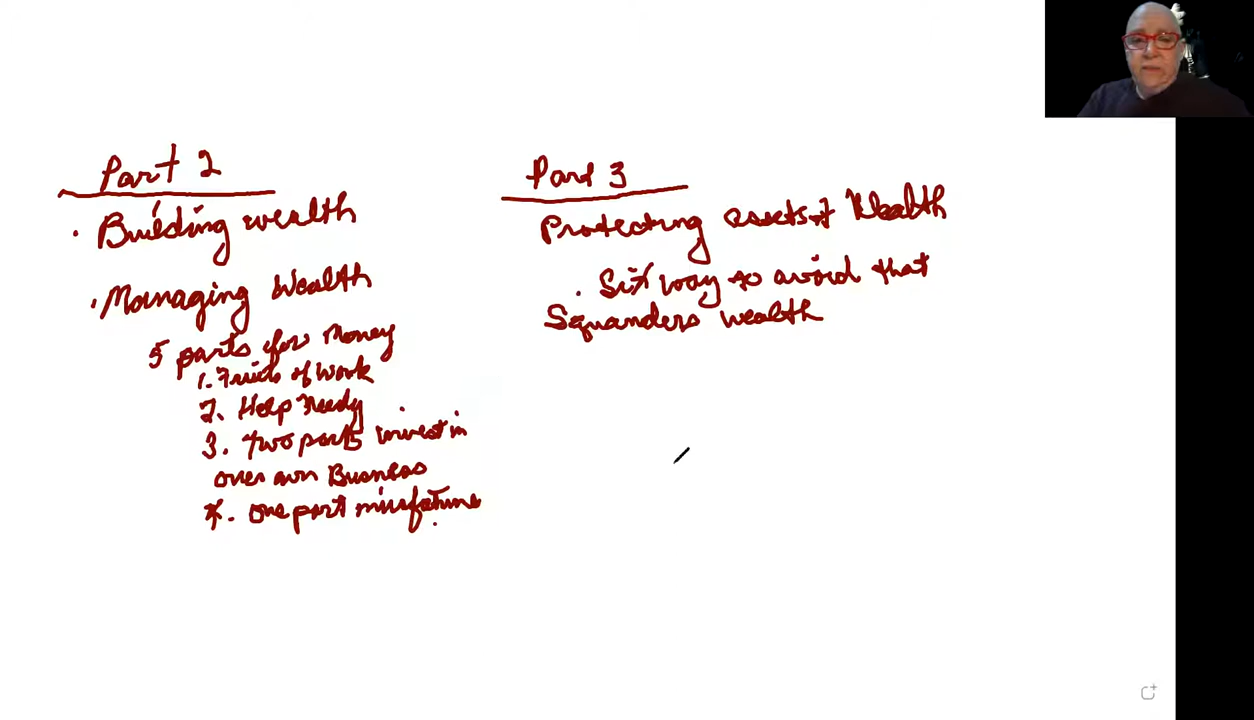 Part 2
· Building wealth
· Managing Wealth
5 parts for Money
1. Fruits of Work
2. Help Needy
3. Two parts invest in
ones own Business
4. One part misfortune
Part 3
Protecting assets of Wealth
· Six way to avoid that
Squanders wealth